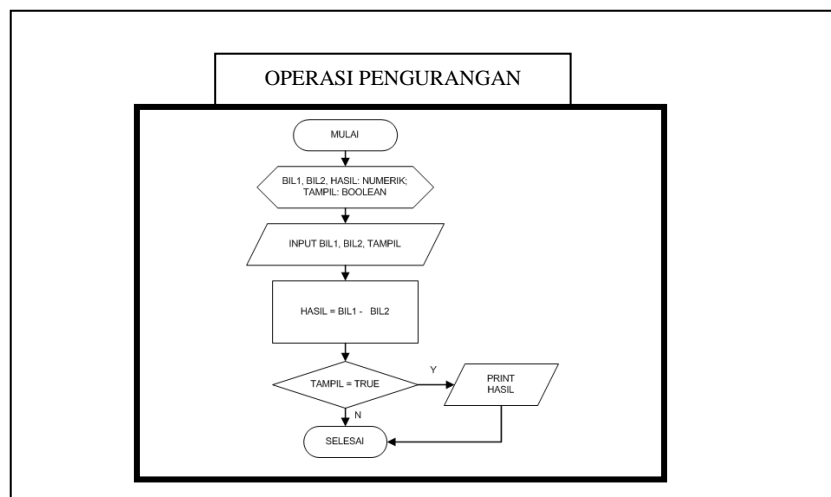 OPERASI PENGURANGAN
MULAI
BIL1, BIL2, HASIL: NUMERIK;
TAMPIL: BOOLEAN
INPUT BIL1, BIL2, TAMPIL
HASIL = BIL1 - BIL2
TAMPIL = TRUE
Y
PRINT
HASIL
N
SELESAI